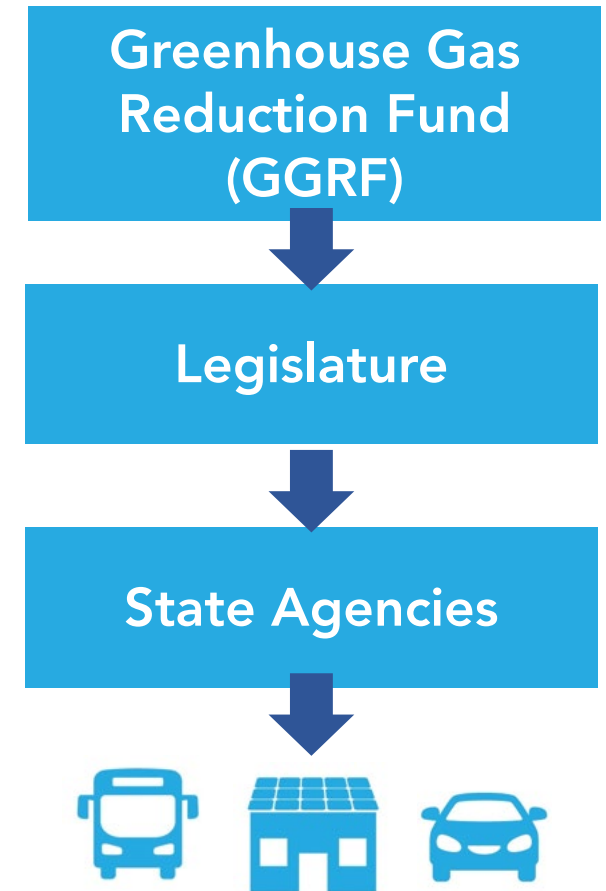 Greenhouse Gas
Reduction Fund
(GGRF)
Legislature
State Agencies